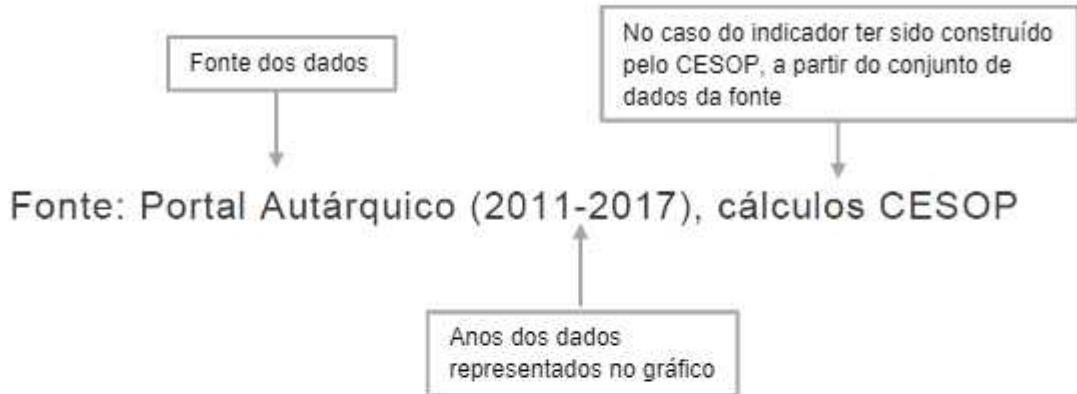 Fonte dos dados
No caso do indicador ter sido construído
pelo CESOP, a partir do conjunto de
dados da fonte
Fonte: Portal Autárquico (2011-2017), cálculos CESOP
Anos dos dados
representados no gráfico